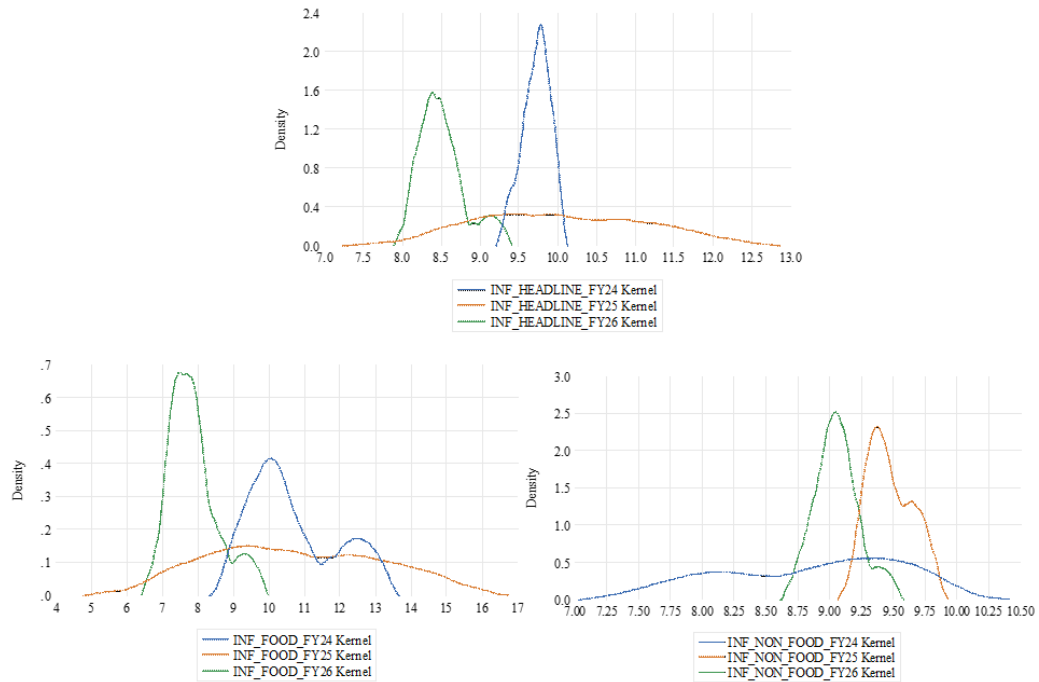 2.4
2.0
1.6
1.2
0.8
0.4
0.0
Density
7.0 7.5 8.0 8.5 9.0 9.5 10.0 10.5 11.0 11.5 12.0 12.5 13.0
INF_HEADLINE_FY24 Kernel
INF_HEADLINE_FY25 Kernel
INF_HEADLINE_FY26 Kernel
.7
.6
.5
.4
.3
.2
.1
.0
Density
4 5 6 7 8 9 10 11 12 13 14 15 16 17 18
INF_FOOD_FY24 Kernel
INF_FOOD_FY25 Kernel
INF_FOOD_FY26 Kernel
3.0
2.5
2.0
1.5
1.0
0.5
0.0
Density
7.00 7.25 7.50 7.75 8.00 8.25 8.50 8.75 9.00 9.25 9.50 9.75 10.00 10.50
INF_NON_FOOD_FY24 Kernel
INF_NON_FOOD_FY25 Kernel
INF_NON_FOOD_FY26 Kernel